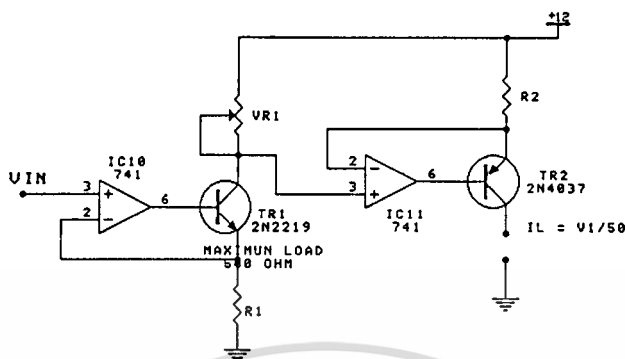 +12
R2
VR1
IC10
741
VIN
3
+
2
-
6
TR1
2N2219
MAXIMUN LOAD
500 OHM
R1
2
-
3
+
6
IC11
741
TR2
2N4037
IL = V1/50